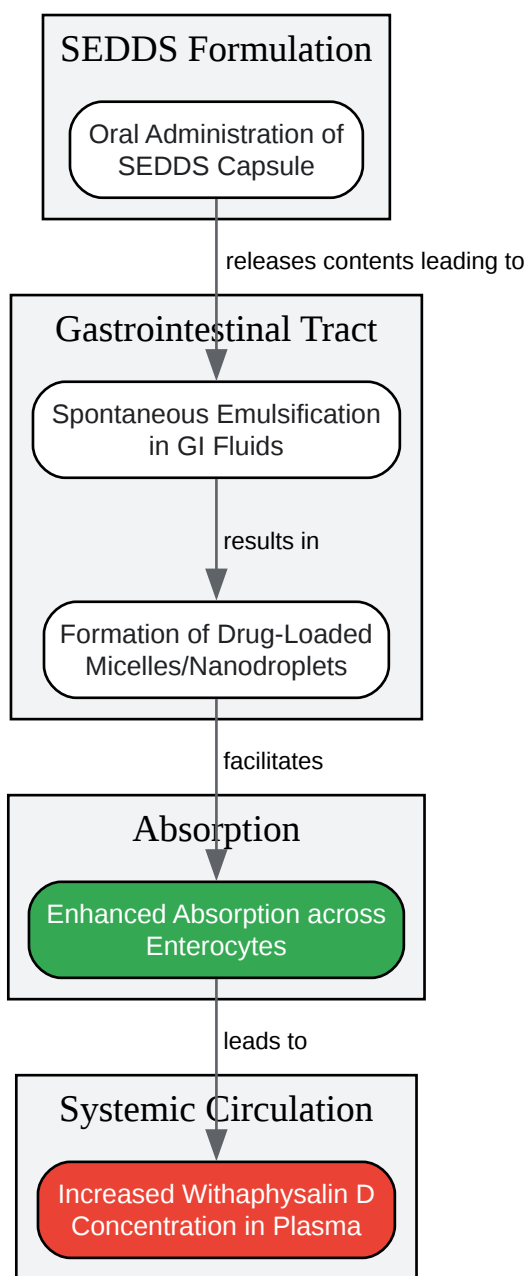 SEDDS Formulation
Oral Administration of
SEDDS Capsule
releases contents leading to
Gastrointestinal Tract
Spontaneous Emulsification
in GI Fluids
results in
Formation of Drug-Loaded
Micelles/Nanodroplets
facilitates
Absorption
Enhanced Absorption across
Enterocytes
leads to
Systemic Circulation
Increased Withaphysalin D
Concentration in Plasma